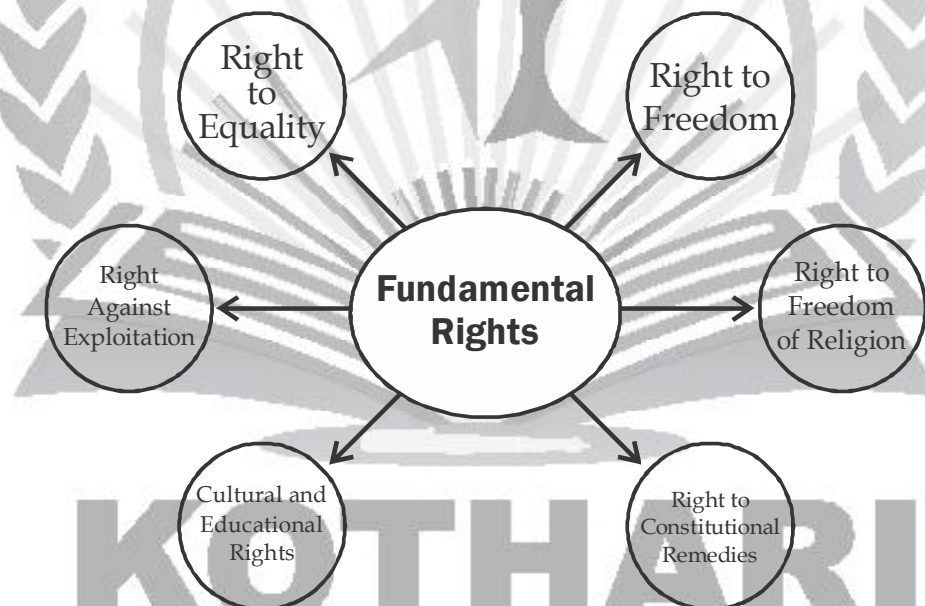 Right
to
Equality
Right to
Freedom
Right
Against
Exploitation
Fundamental
Rights
Right to
Freedom
of Religion
Cultural and
Educational
Rights
Right to
Constitutional
Remedies
KOTHARI